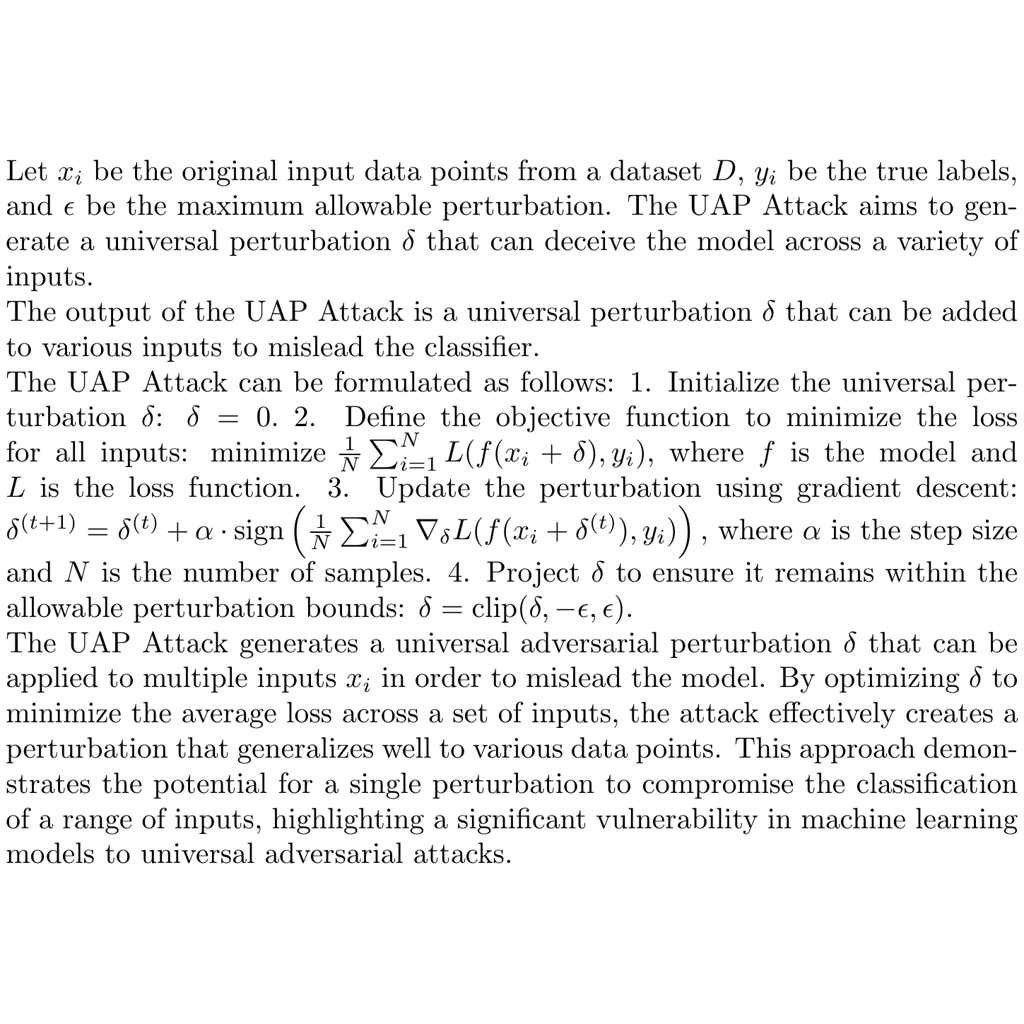 Let $x_i$ be the original input data points from a dataset $D$, $y_i$ be the true labels,
and $\epsilon$ be the maximum allowable perturbation. The UAP Attack aims to gen-
erate a universal perturbation $\delta$ that can deceive the model across a variety of
inputs.
The output of the UAP Attack is a universal perturbation $\delta$ that can be added
to various inputs to mislead the classifier.
The UAP Attack can be formulated as follows: 1. Initialize the universal per-
turbation $\delta$: $\delta = 0$. 2. Define the objective function to minimize the loss
for all inputs: minimize $\frac{1}{N} \sum_{i=1}^{N} L(f(x_i + \delta), y_i)$, where $f$ is the model and
$L$ is the loss function. 3. Update the perturbation using gradient descent:
$\delta^{(t+1)} = \delta^{(t)} + \alpha \cdot \text{sign}\left(\frac{1}{N} \sum_{i=1}^{N} \nabla_\delta L(f(x_i + \delta^{(t)}), y_i)\right)$, where $\alpha$ is the step size
and $N$ is the number of samples. 4. Project $\delta$ to ensure it remains within the
allowable perturbation bounds: $\delta = \text{clip}(\delta, -\epsilon, \epsilon)$.
The UAP Attack generates a universal adversarial perturbation $\delta$ that can be
applied to multiple inputs $x_i$ in order to mislead the model. By optimizing $\delta$ to
minimize the average loss across a set of inputs, the attack effectively creates a
perturbation that generalizes well to various data points. This approach demon-
strates the potential for a single perturbation to compromise the classification
of a range of inputs, highlighting a significant vulnerability in machine learning
models to universal adversarial attacks.